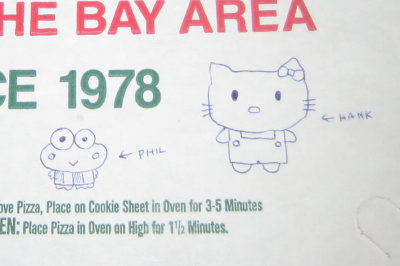 HE BAY AREA
CE 1978
← HANK
← PHIL
ove Pizza, Place on Cookie Sheet in Oven for 3-5 Minutes
EN: Place Pizza in Oven on High for 1½ Minutes.